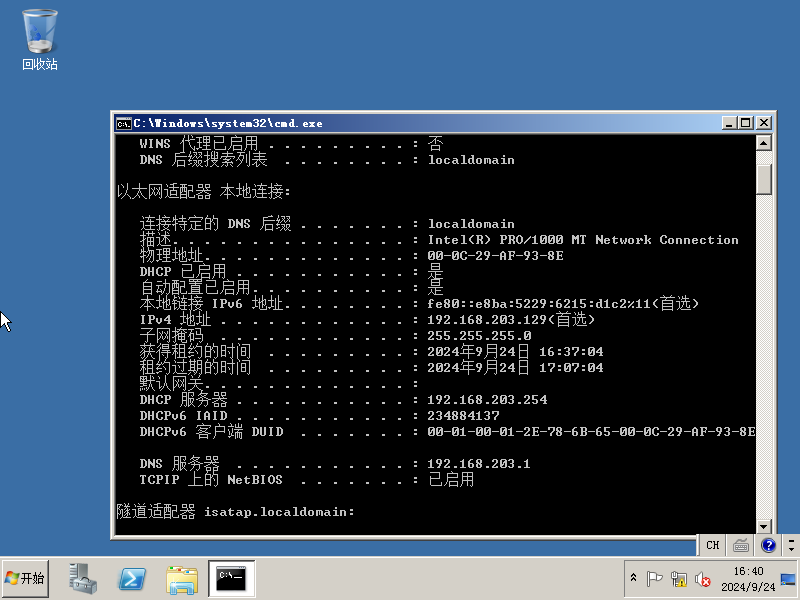 回收站
C:\Windows\system32\cmd.exe
WINS 代理已启用 . . . . . . . . . : 否
DNS 后缀搜索列表 . . . . . . . . : localdomain
以太网适配器 本地连接:
连接特定的 DNS 后缀 . . . . . . . : localdomain
描述. . . . . . . . . . . . . . . : Intel(R) PRO/1000 MT Network Connection
物理地址. . . . . . . . . . . . . : 00-0C-29-AF-93-8E
DHCP 已启用 . . . . . . . . . . . : 是
自动配置已启用. . . . . . . . . . : 是
本地链接 IPv6 地址. . . . . . . . : fe80::e8ba:5229:6215:d1c2%11(首选)
IPv4 地址 . . . . . . . . . . . . : 192.168.203.129(首选)
子网掩码 . . . . . . . . . . . . : 255.255.255.0
获得租约的时间 . . . . . . . . . : 2024年9月24日 16:37:04
租约过期的时间 . . . . . . . . . : 2024年9月24日 17:07:04
默认网关. . . . . . . . . . . . . :
DHCP 服务器 . . . . . . . . . . . : 192.168.203.254
DHCPv6 IAID . . . . . . . . . . . : 234884137
DHCPv6 客户端 DUID . . . . . . . : 00-01-00-01-2E-78-6B-65-00-0C-29-AF-93-8E
DNS 服务器 . . . . . . . . . . . : 192.168.203.1
TCPIP 上的 NetBIOS . . . . . . . : 已启用
隧道适配器 isatap.localdomain:
CH
开始
16:40
2024/9/24